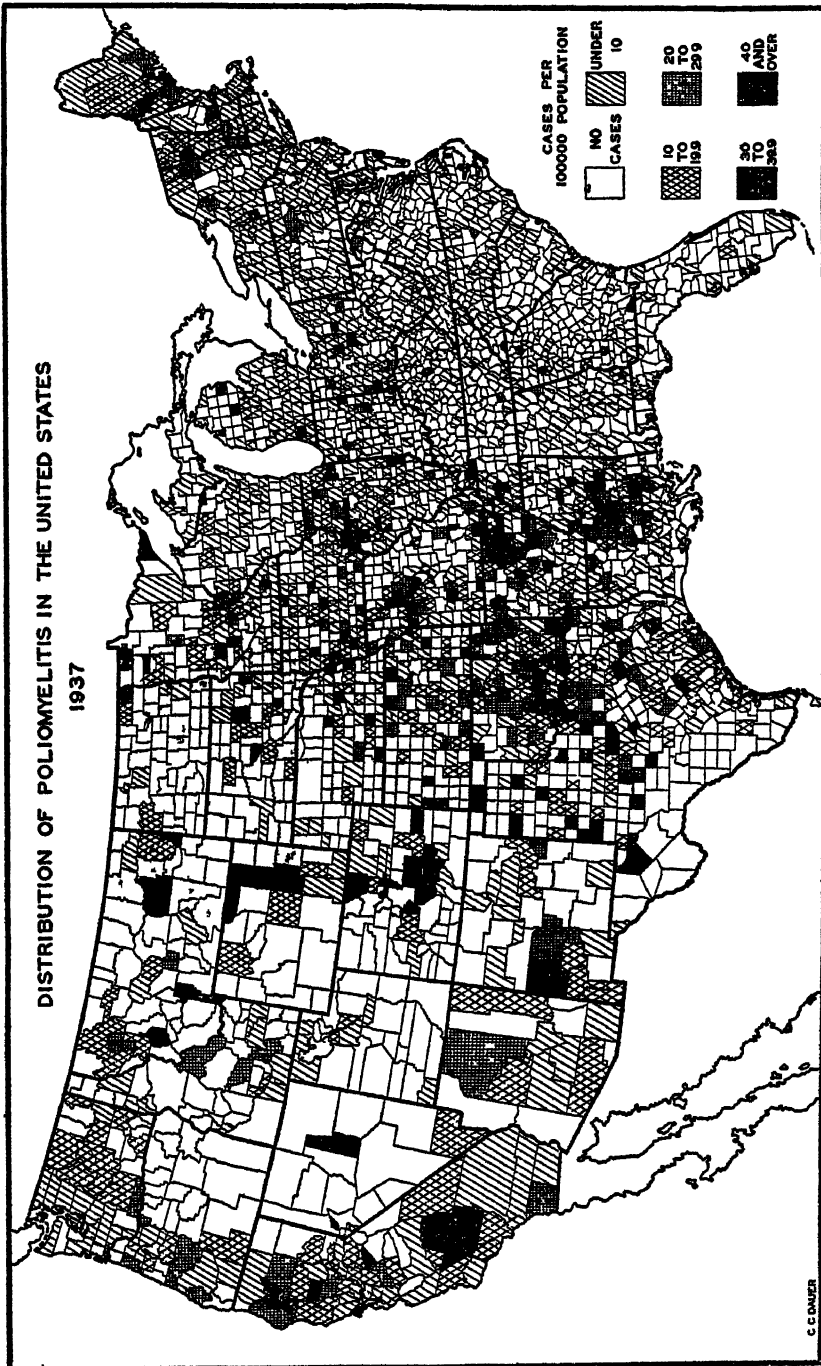 DISTRIBUTION OF POLIOMYELITIS IN THE UNITED STATES
1937
CASES PER
100000 POPULATION
NO
CASES
UNDER
10
10
TO
19.9
20
TO
29.9
30
TO
39.9
40
AND
OVER
C C DAUER